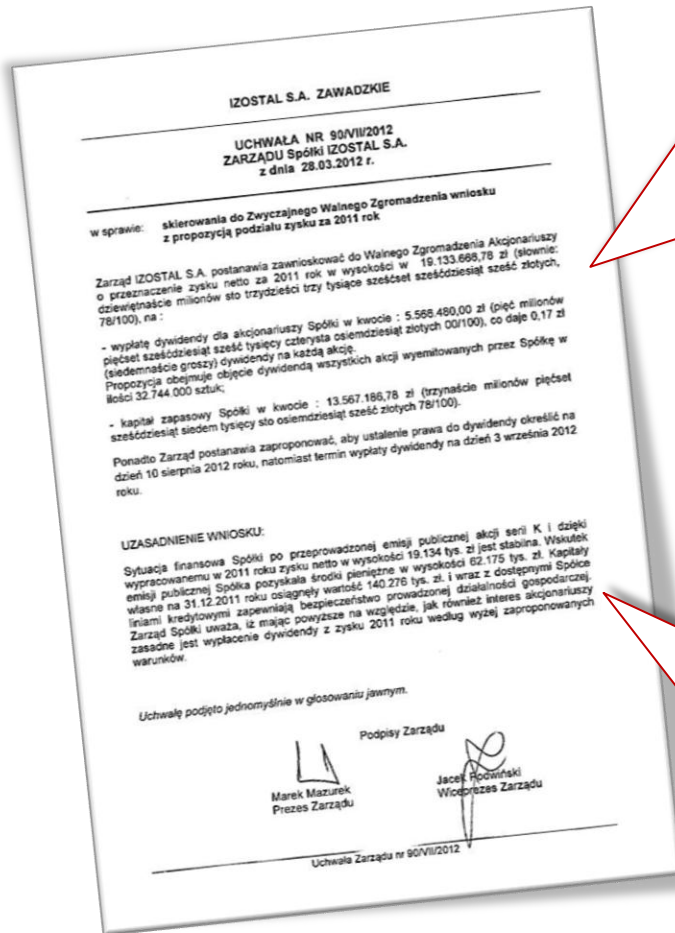 IZOSTAL S.A. ZAWADZKIE
UCHWAŁA NR 90/VII/2012
ZARZĄDU Spółki IZOSTAL S.A.
z dnia 28.03.2012 r.
w sprawie: skierowania do Zwyczajnego Walnego Zgromadzenia wniosku
z propozycją podziału zysku za 2011 rok
Zarząd IZOSTAL S.A. postanawia zawnioskować do Walnego Zgromadzenia Akcjonariuszy
o przeznaczenie zysku netto za 2011 rok w wysokości w 19.133.666,78 zł (słownie:
dziewiętnaście milionów sto trzydzieści trzy tysiące sześćset sześćdziesiąt sześć złotych,
78/100), na :
- wypłatę dywidendy dla akcjonariuszy Spółki w kwocie : 5.566.480,00 zł (pięć milionów
pięćset sześćdziesiąt sześć tysięcy czterysta osiemdziesiąt złotych 00/100), co daje 0,17 zł
(siedemnaście groszy) dywidendy na każdą akcję.
Propozycja obejmuje objęcie dywidendą wszystkich akcji wyemitowanych przez Spółkę w
ilości 32.744.000 sztuk;
- kapitał zapasowy Spółki w kwocie : 13.567.186,78 zł (trzynaście milionów pięćset
sześćdziesiąt siedem tysięcy sto osiemdziesiąt sześć złotych 78/100).
Ponadto Zarząd postanawia zaproponować, aby ustalenie prawa do dywidendy określić na
dzień 10 sierpnia 2012 roku, natomiast termin wypłaty dywidendy na dzień 3 września 2012
roku.
UZASADNIENIE WNIOSKU:
Sytuacja finansowa Spółki po przeprowadzonej emisji publicznej akcji serii K i dzięki
wypracowanemu w 2011 roku zysku netto w wysokości 19.134 tys. zł jest stabilna. Wskutek
emisji publicznej Spółka pozyskała środki pieniężne w wysokości 62.175 tys. zł. Kapitały
własne na 31.12.2011 roku osiągnęły wartość 140.276 tys. zł. i wraz z dostępnymi Spółce
liniami kredytowymi zapewniają bezpieczeństwo prowadzonej działalności gospodarczej.
Zarząd Spółki uważa, iż mając powyższe na względzie, jak również interes akcjonariuszy
zasadne jest wypłacenie dywidendy z zysku 2011 roku według wyżej zaproponowanych
warunków.
Uchwałę podjęto jednomyślnie w głosowaniu jawnym.
Podpisy Zarządu
Marek Mazurek Jacek Podwiński
Prezes Zarządu Wiceprezes Zarządu
Uchwała Zarządu nr 90/VII/2012